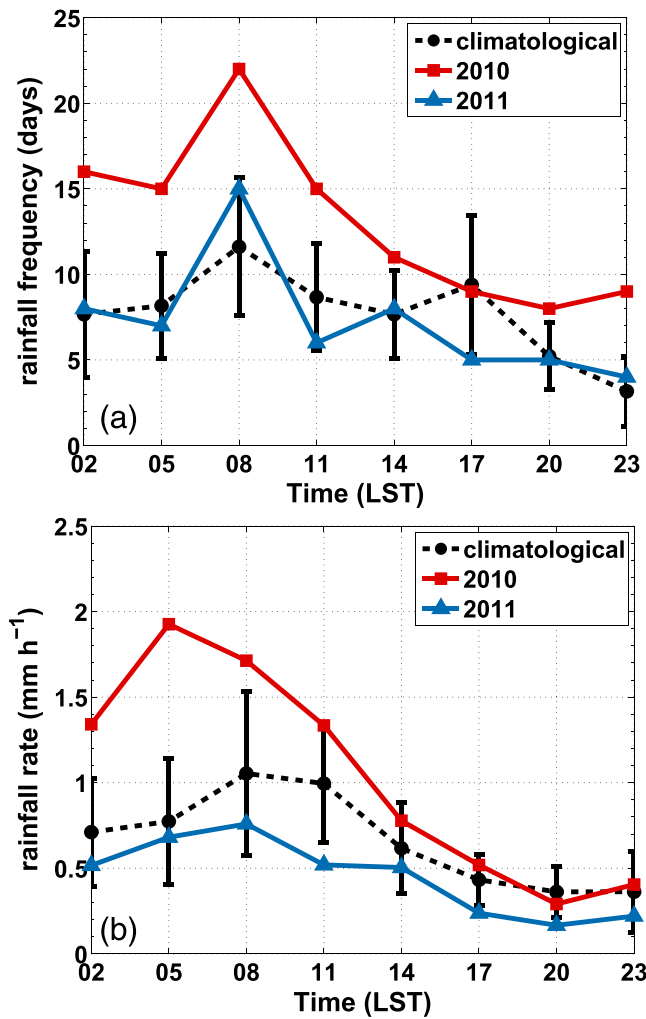 25
20
15
10
5
0
rainfall frequency (days)
climatological
2010
2011
(a)
02 05 08 11 14 17 20 23
Time (LST)
2.5
2
1.5
1
0.5
0
rainfall rate (mm h⁻¹)
climatological
2010
2011
(b)
02 05 08 11 14 17 20 23
Time (LST)